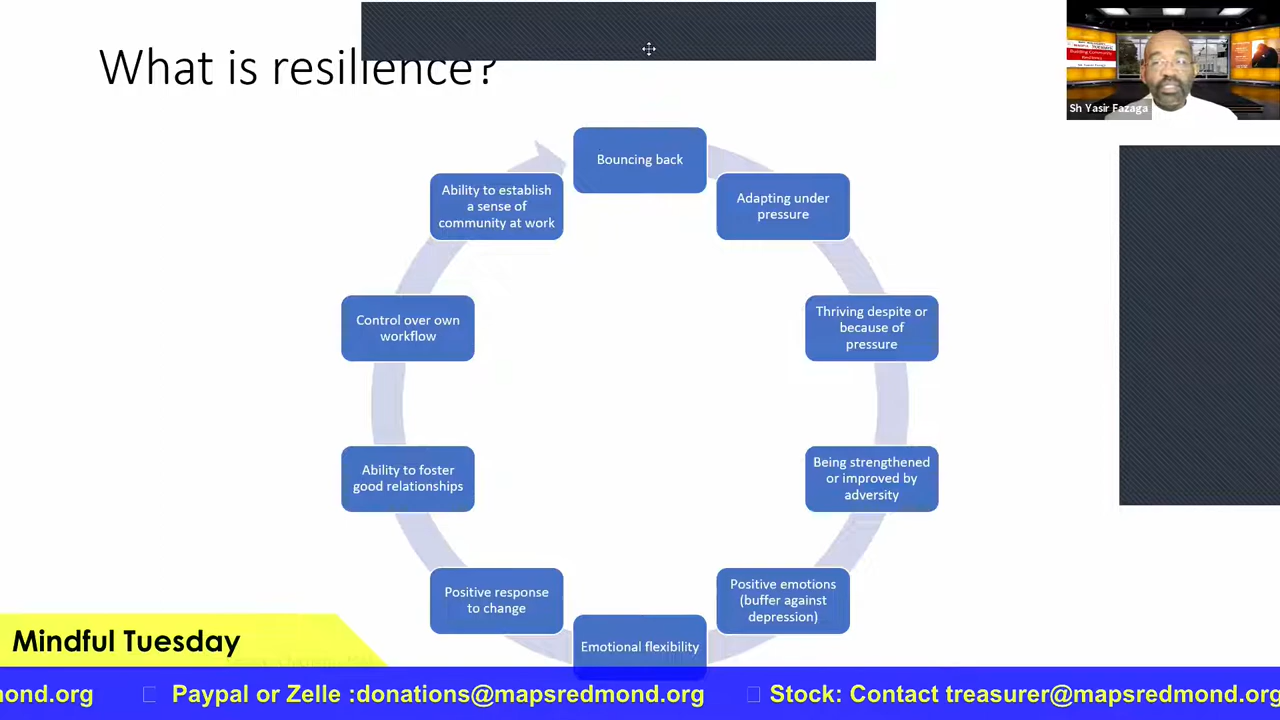 What is resilience?
Sh Yasir Fazaga
Bouncing back
Adapting under
pressure
Thriving despite or
because of
pressure
Being strengthened
or improved by
adversity
Positive emotions
(buffer against
depression)
Emotional flexibility
Positive response
to change
Ability to foster
good relationships
Control over own
workflow
Ability to establish
a sense of
community at work
Mindful Tuesday
mond.org Paypal or Zelle :donations@mapsredmond.org Stock: Contact treasurer@mapsredmond.org